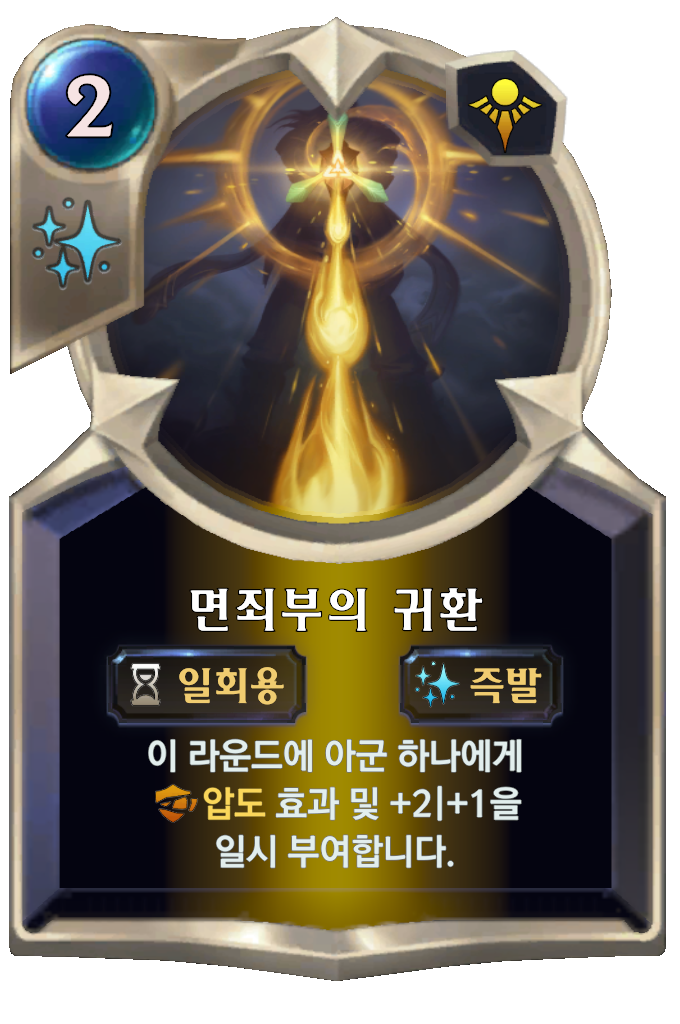 2
면죄부의 귀환
일회용 즉발
이 라운드에 아군 하나에게
압도 효과 및 +2|+1을
일시 부여합니다.